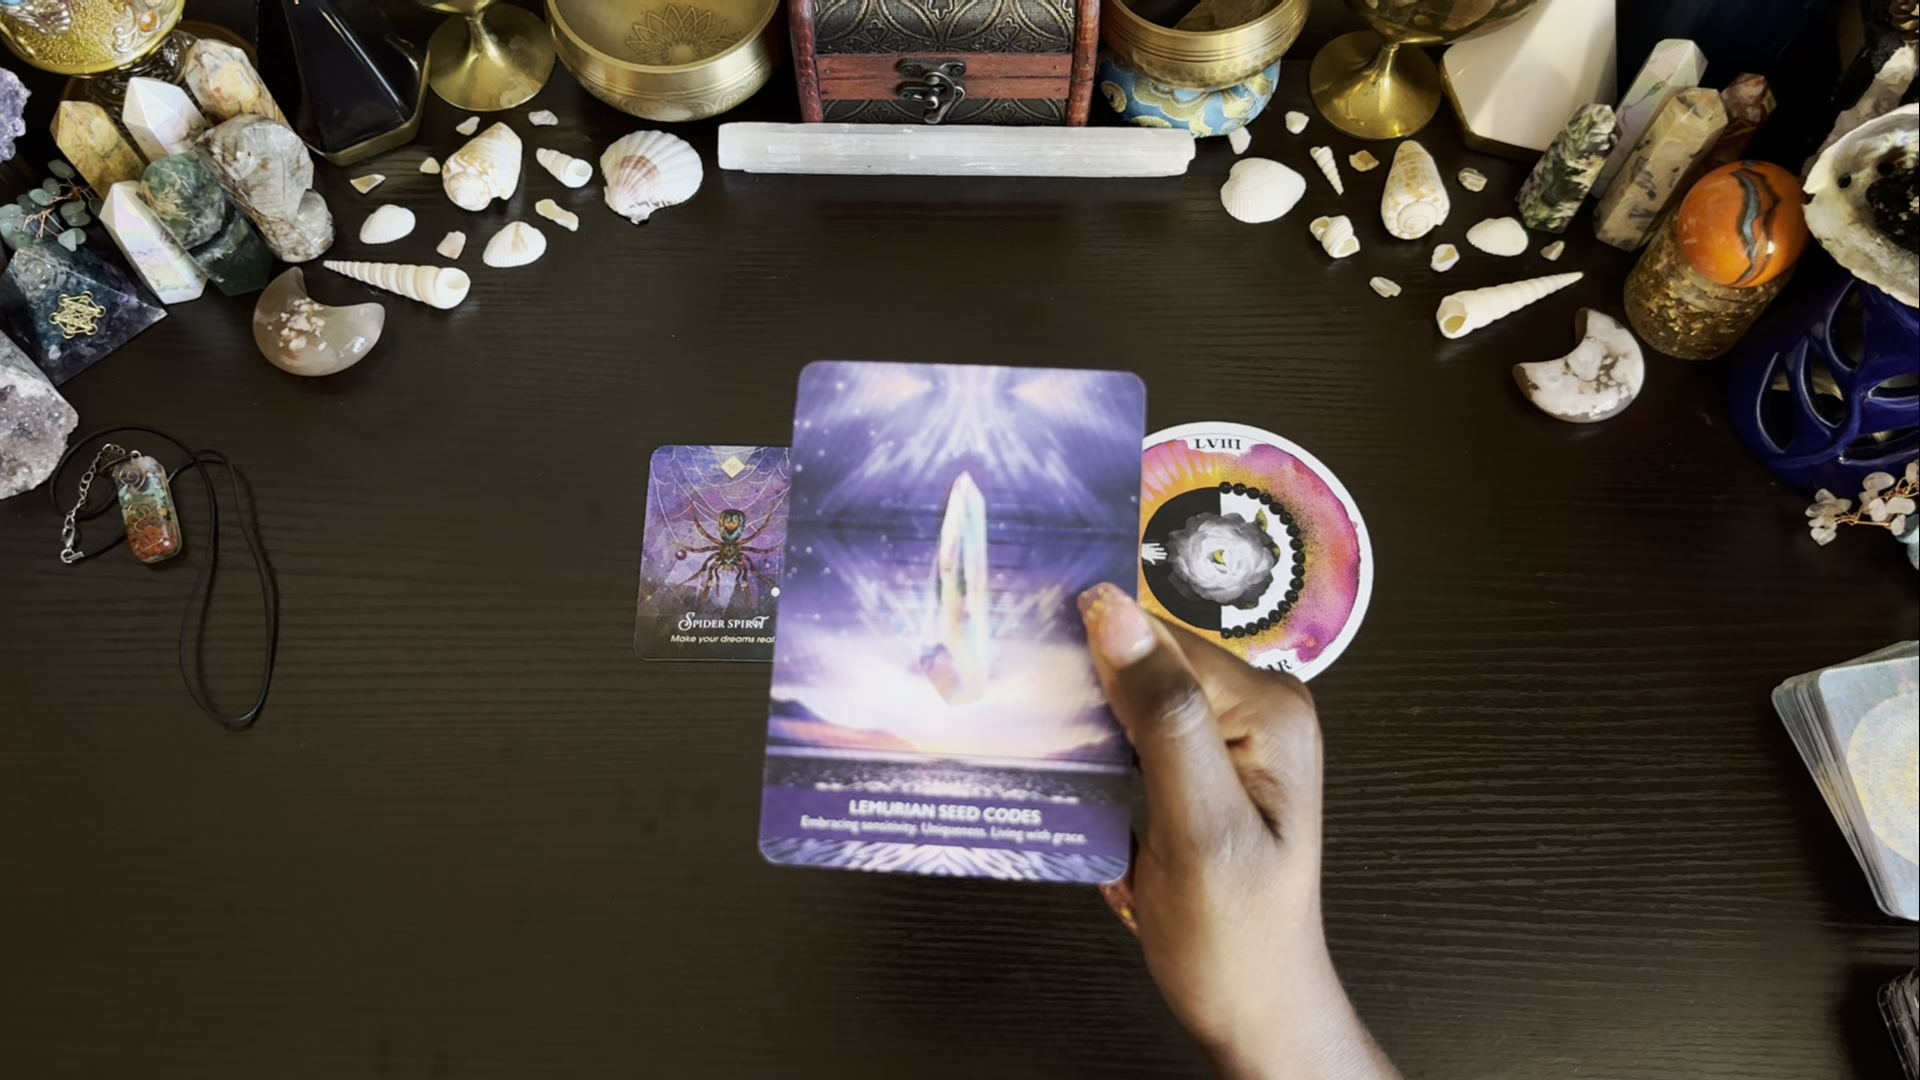 LVIII
SPIDER SPIRIT
Make your dreams real
LEMURIAN SEED CODES
Embracing sensitivity. Uniqueness. Living with grace.